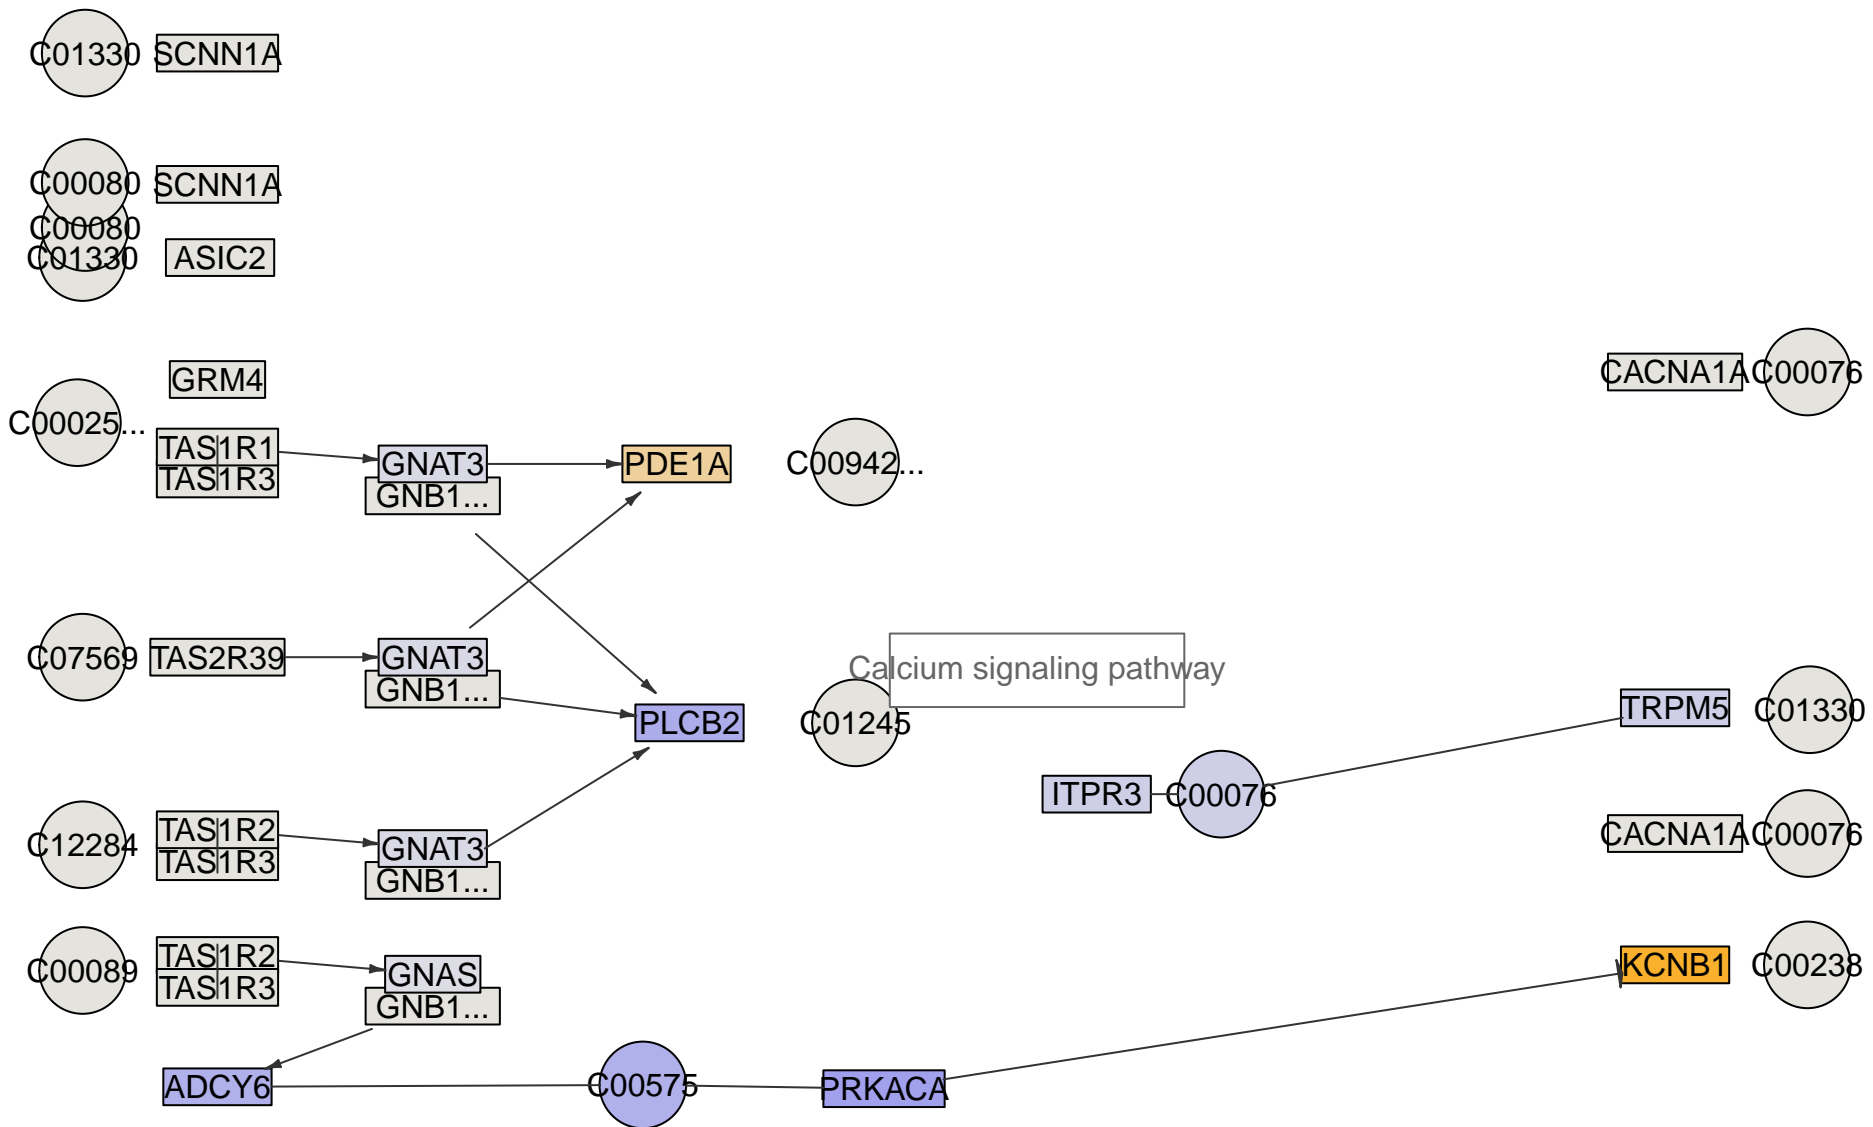 C01330 SCNN1A
C00080 SCNN1A
C00080
C01330 ASIC2
GRM4
CACNA1A C00076
C00025...
TAS1R1
GNAT3 PDE1A C00942...
TAS1R3
GNB1...
C07569 TAS2R39 GNAT3
Calcium signaling pathway
GNB1...
TRPM5 C01330
PLCB2 C01245
ITPR3 C00076
TAS1R2
CACNA1A C00076
C12284 GNAT3
TAS1R3
GNB1...
TAS1R2
KCNB1 C00238
C00089 GNAS
TAS1R3
GNB1...
ADCY6 C00575 PRKACA